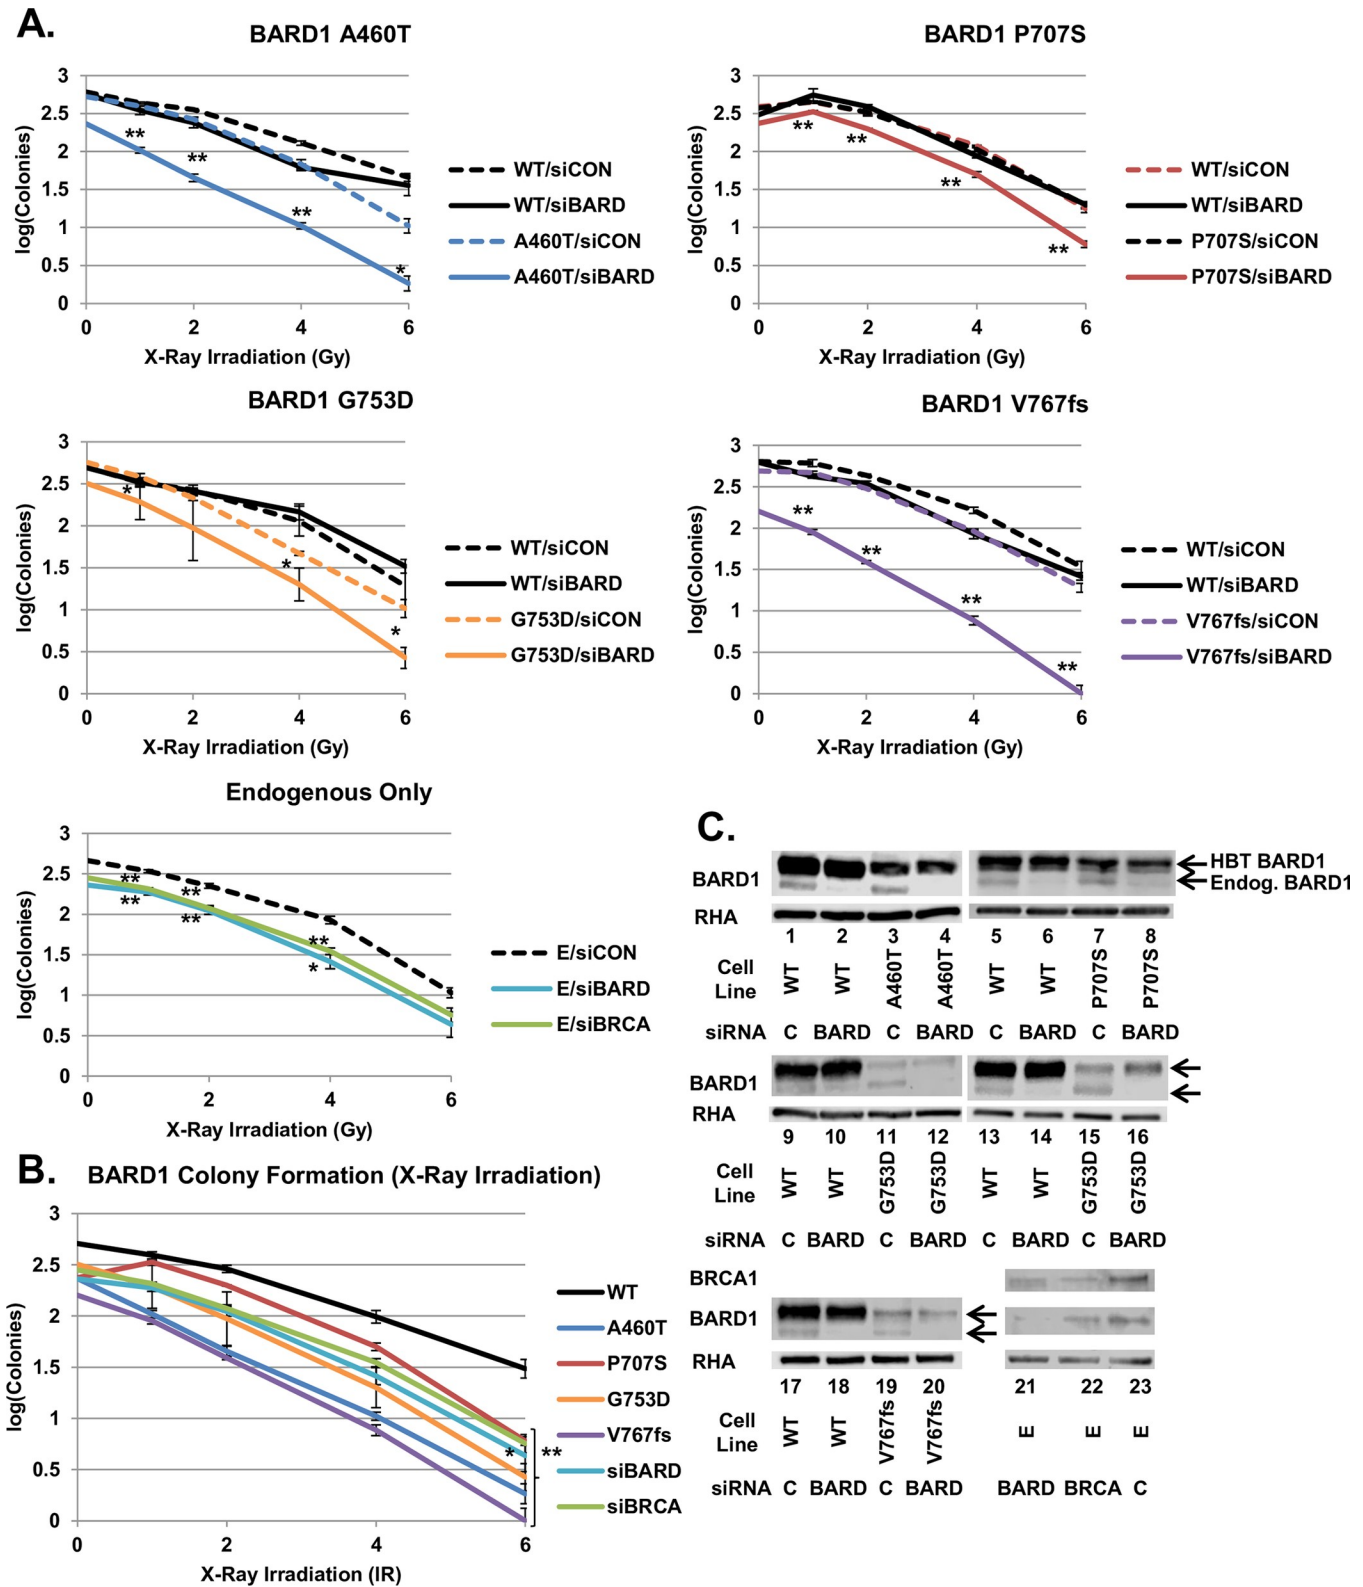 A.
BARD1 A460T
3
2.5
2
1.5
1
0.5
0
log(Colonies)
**
**
**
*
0 2 4 6
X-Ray Irradiation (Gy)
WT/siCON
WT/siBARD
A460T/siCON
A460T/siBARD
BARD1 P707S
3
2.5
2
1.5
1
0.5
0
log(Colonies)
**
**
**
**
0 2 4 6
X-Ray Irradiation (Gy)
WT/siCON
WT/siBARD
P707S/siCON
P707S/siBARD
BARD1 G753D
3
2.5
2
1.5
1
0.5
0
log(Colonies)
*
*
*
0 2 4 6
X-Ray Irradiation (Gy)
WT/siCON
WT/siBARD
G753D/siCON
G753D/siBARD
BARD1 V767fs
3
2.5
2
1.5
1
0.5
0
log(Colonies)
**
**
**
**
0 2 4 6
X-Ray Irradiation (Gy)
WT/siCON
WT/siBARD
V767fs/siCON
V767fs/siBARD
Endogenous Only
3
2.5
2
1.5
1
0.5
0
log(Colonies)
**
**
**
**
**
*
0 2 4 6
X-Ray Irradiation (Gy)
E/siCON
E/siBARD
E/siBRCA
B.
BARD1 Colony Formation (X-Ray Irradiation)
3
2.5
2
1.5
1
0.5
0
log(Colonies)
* **
0 2 4 6
X-Ray Irradiation (IR)
WT
A460T
P707S
G753D
V767fs
siBARD
siBRCA
C.
BARD1
HBT BARD1
Endog. BARD1
RHA
1 2 3 4 5 6 7 8
Cell Line WT WT A460T A460T WT WT P707S P707S
siRNA C BARD C BARD C BARD C BARD
BARD1
RHA
9 10 11 12 13 14 15 16
Cell Line WT WT G753D G753D WT WT G753D G753D
siRNA C BARD C BARD C BARD C BARD
BRCA1
BARD1
RHA
17 18 19 20 21 22 23
Cell Line WT WT V767fs V767fs E E E
siRNA C BARD C BARD BARD BRCA C